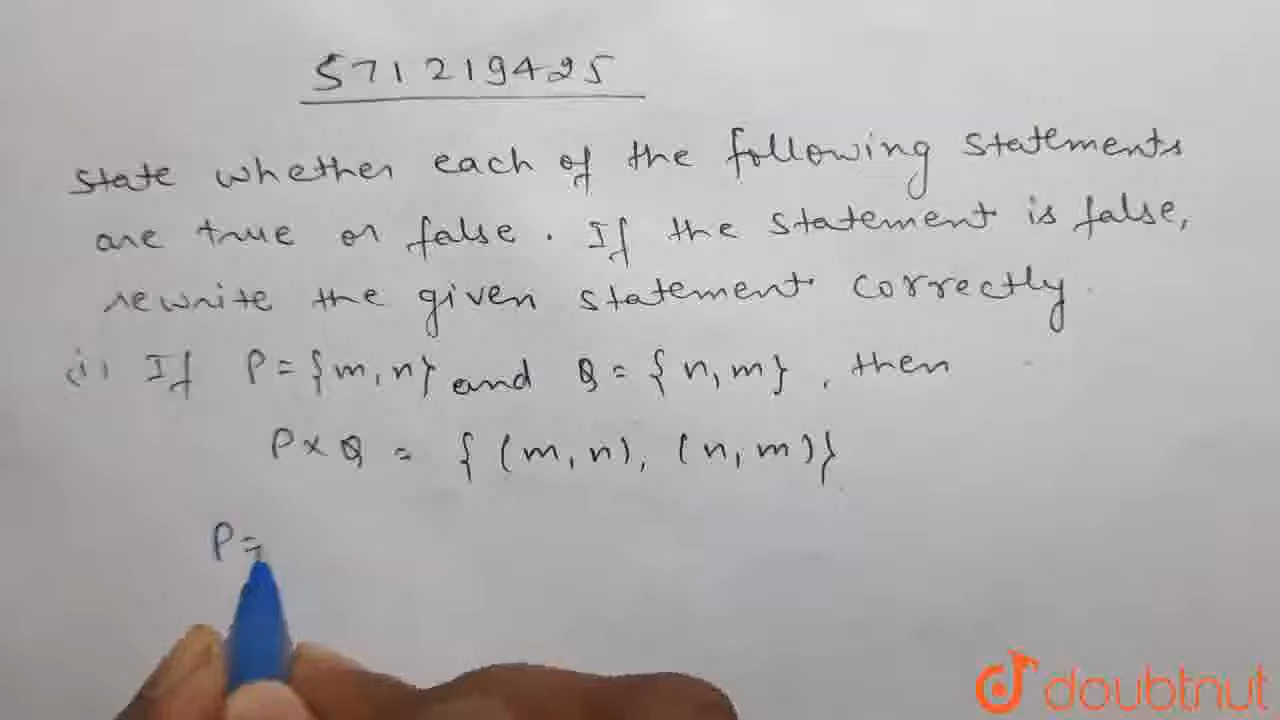 571219425
State whether each of the following statements
are true or false. If the statement is false,
rewrite the given statement correctly.
(i) If P = {m, n} and Q = {n, m}, then
P × Q = {(m, n), (n, m)}
P =
doubtnut